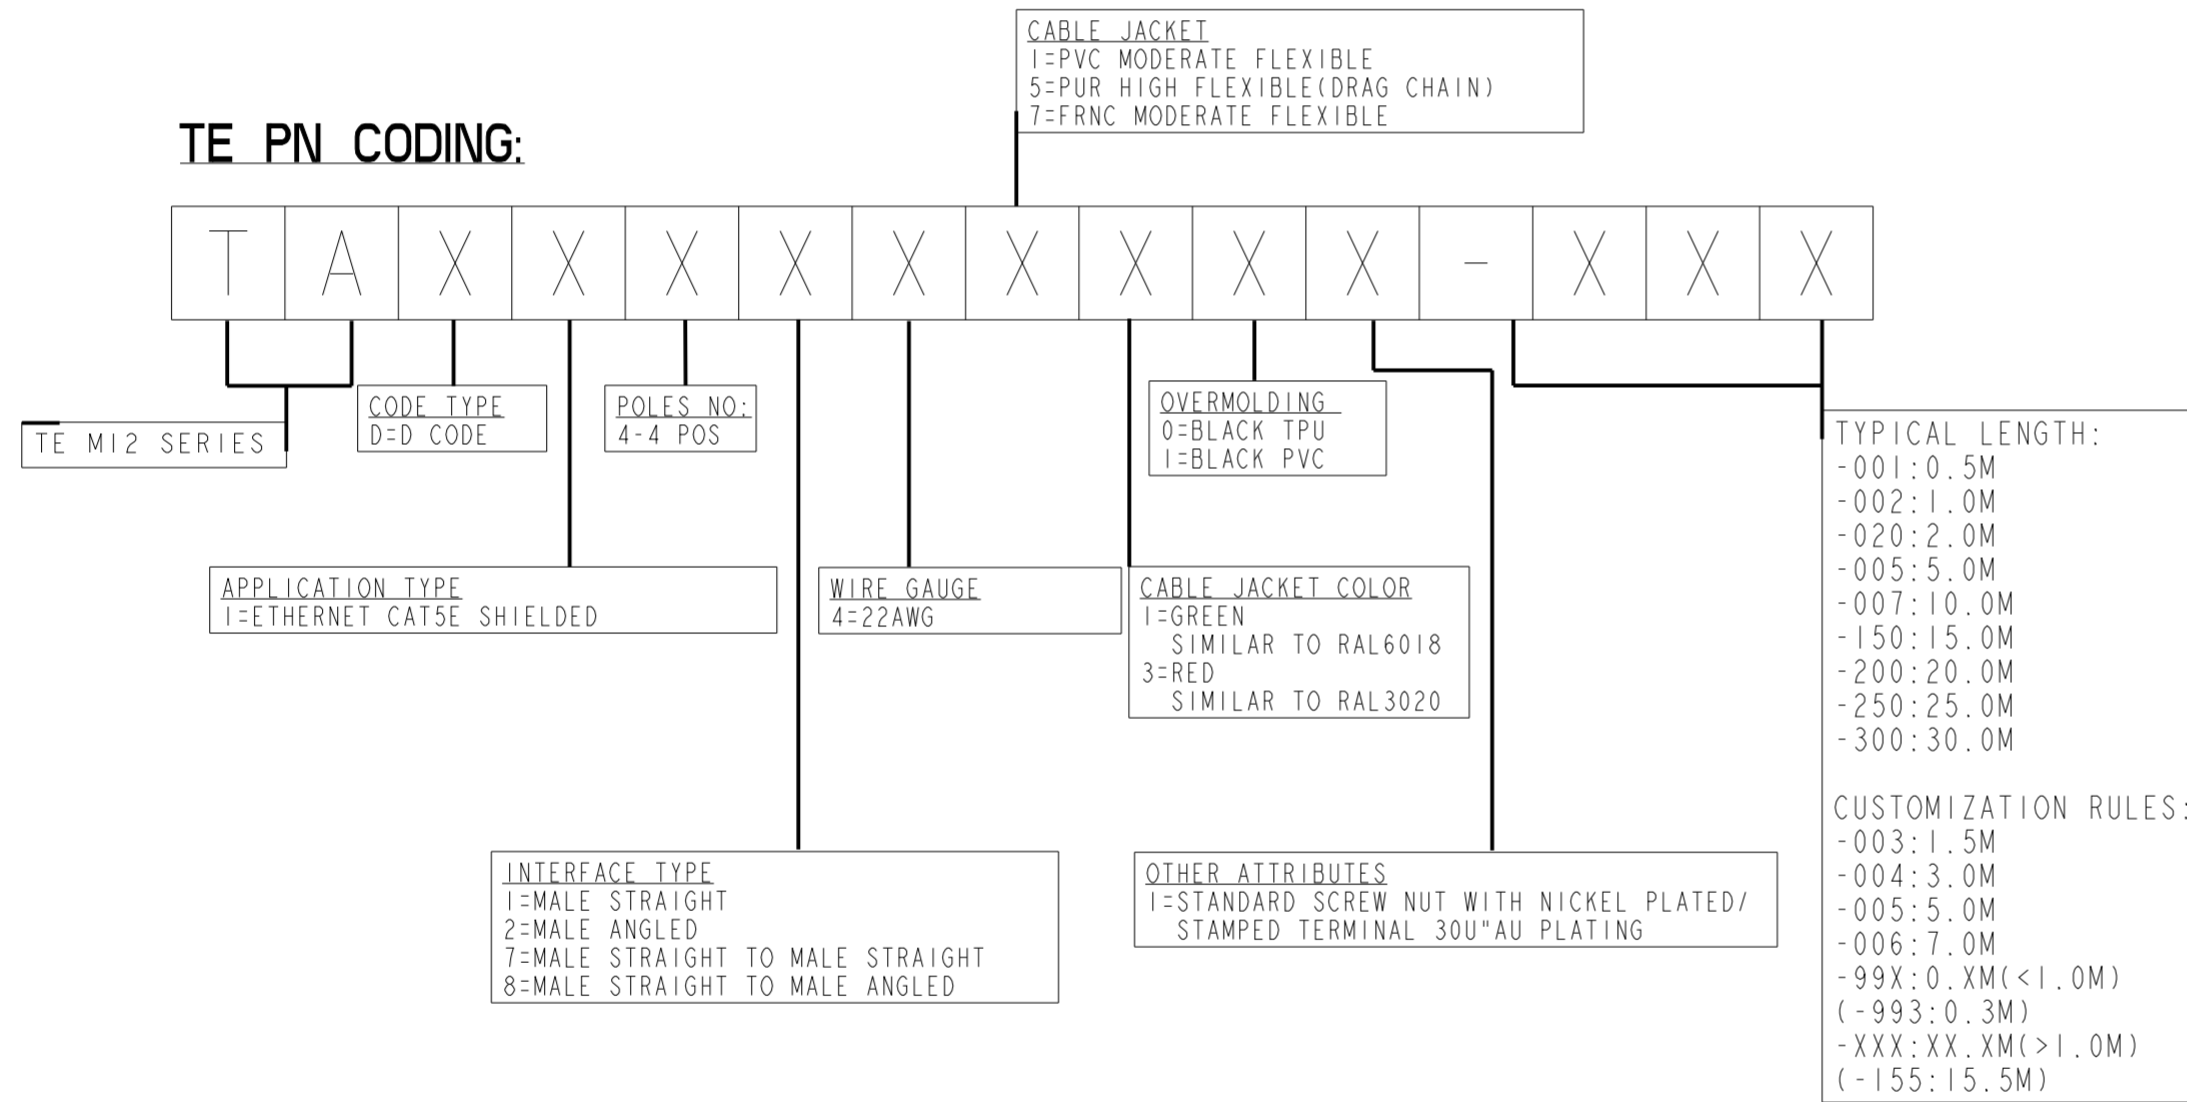 CABLE JACKET
1=PVC MODERATE FLEXIBLE
5=PUR HIGH FLEXIBLE(DRAG CHAIN)
7=FRNC MODERATE FLEXIBLE
TE PN CODING:
T A X X X X X X X X X - X X X
TE M12 SERIES
CODE TYPE
D=D CODE
POLES NO:
4-4 POS
OVERMOLDING
0=BLACK TPU
1=BLACK PVC
APPLICATION TYPE
1=ETHERNET CAT5E SHIELDED
WIRE GAUGE
4=22AWG
CABLE JACKET COLOR
1=GREEN
SIMILAR TO RAL6018
3=RED
SIMILAR TO RAL3020
INTERFACE TYPE
1=MALE STRAIGHT
2=MALE ANGLED
7=MALE STRAIGHT TO MALE STRAIGHT
8=MALE STRAIGHT TO MALE ANGLED
OTHER ATTRIBUTES
1=STANDARD SCREW NUT WITH NICKEL PLATED/
STAMPED TERMINAL 30U"AU PLATING
TYPICAL LENGTH:
-001:0.5M
-002:1.0M
-020:2.0M
-005:5.0M
-007:10.0M
-150:15.0M
-200:20.0M
-250:25.0M
-300:30.0M
CUSTOMIZATION RULES:
-003:1.5M
-004:3.0M
-005:5.0M
-006:7.0M
-99X:0.XM(<1.0M)
(-993:0.3M)
-XXX:XX.XM(>1.0M)
(-155:15.5M)